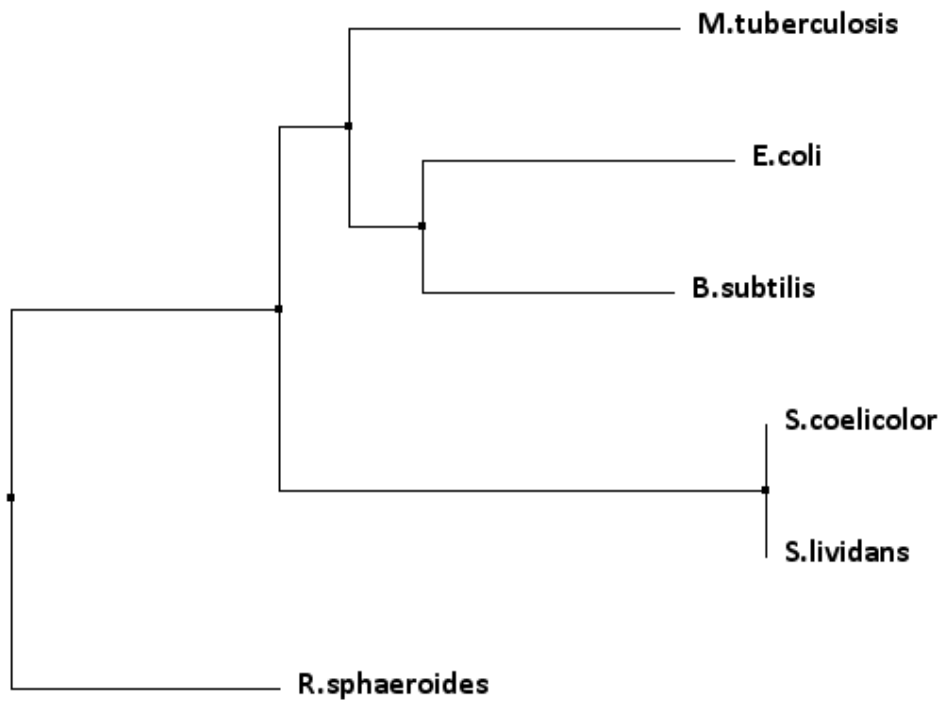 M.tuberculosis
E.coli
B.subtilis
S.coelicolor
S.lividans
R.sphaeroides